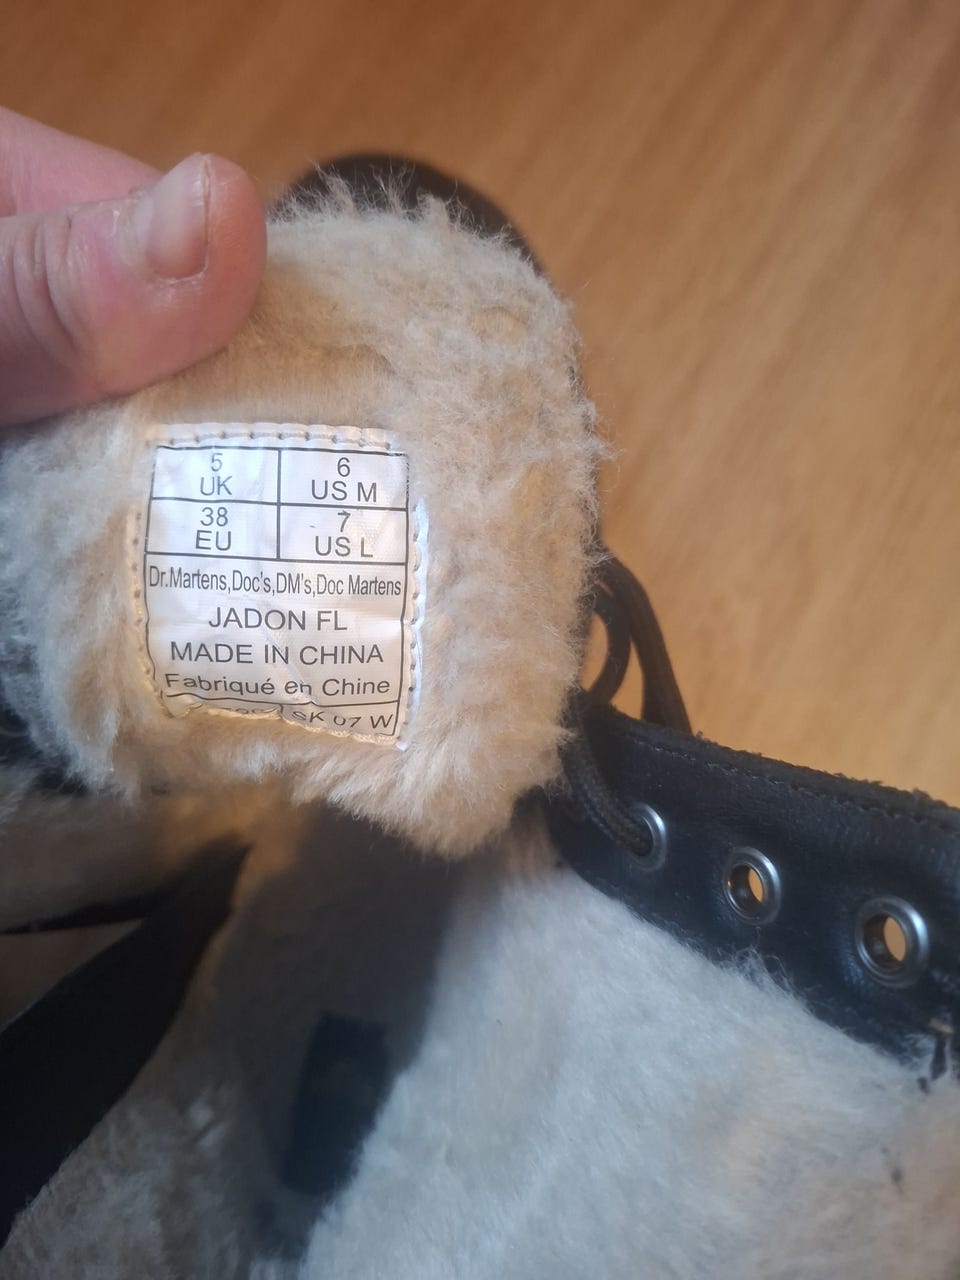 5 6
UK US M
38 7
EU US L
Dr.Martens,Doc's,DM's,Doc Martens
JADON FL
MADE IN CHINA
Fabriqué en Chine
SK 07 W